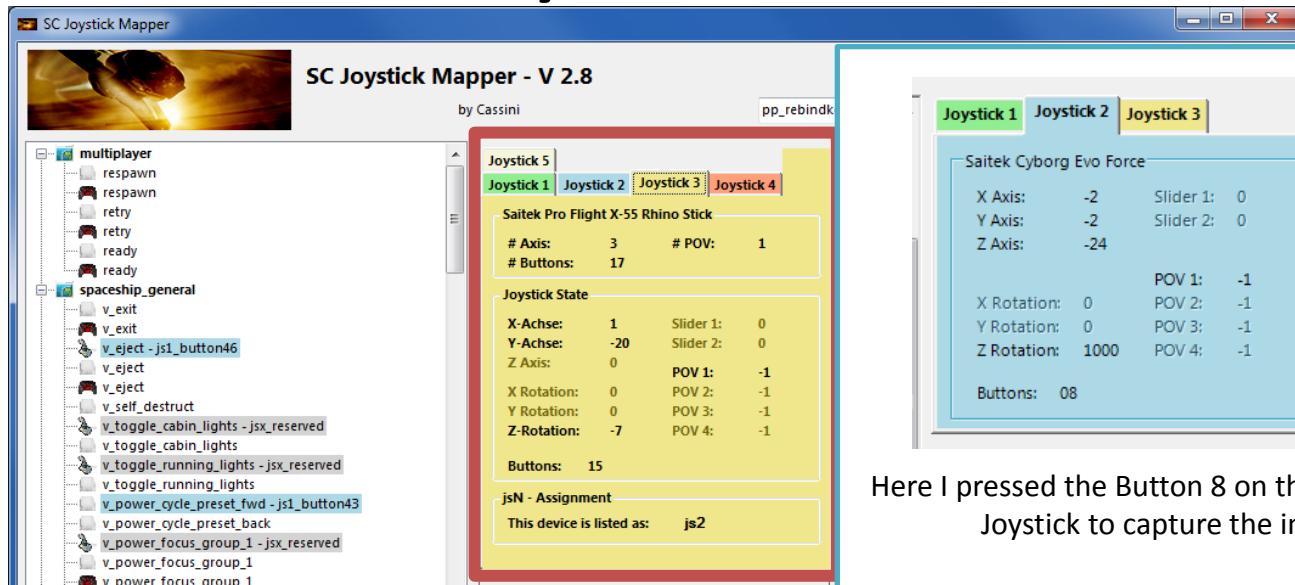 SC Joystick Mapper
SC Joystick Mapper - V 2.8
by Cassini
multiplayer
respawn
respawn
retry
retry
ready
ready
spaceship_general
v_exit
v_exit
v_eject - js1_button46
v_eject
v_eject
v_self_destruct
v_toggle_cabin_lights - jsx_reserved
v_toggle_cabin_lights
v_toggle_running_lights - jsx_reserved
v_toggle_running_lights
v_power_cycle_preset_fwd - js1_button43
v_power_cycle_preset_back
v_power_focus_group_1 - jsx_reserved
v_power_focus_group_1
v_power_focus_group_1
Joystick 5
Joystick 1 Joystick 2 Joystick 3 Joystick 4
Saitek Pro Flight X-55 Rhino Stick
# Axis: 3 # POV: 1
# Buttons: 17
Joystick State
X-Achse: 1 Slider 1: 0
Y-Achse: -20 Slider 2: 0
Z Axis: 0
POV 1: -1
X Rotation: 0 POV 2: -1
Y Rotation: 0 POV 3: -1
Z-Rotation: -7 POV 4: -1
Buttons: 15
jsN - Assignment
This device is listed as: js2
Joystick 1 Joystick 2 Joystick 3
Saitek Cyborg Evo Force
X Axis: -2 Slider 1: 0
Y Axis: -2 Slider 2: 0
Z Axis: -24
POV 1: -1
X Rotation: 0 POV 2: -1
Y Rotation: 0 POV 3: -1
Z Rotation: 1000 POV 4: -1
Buttons: 08
Here I pressed the Button 8 on
Joystick to capture the